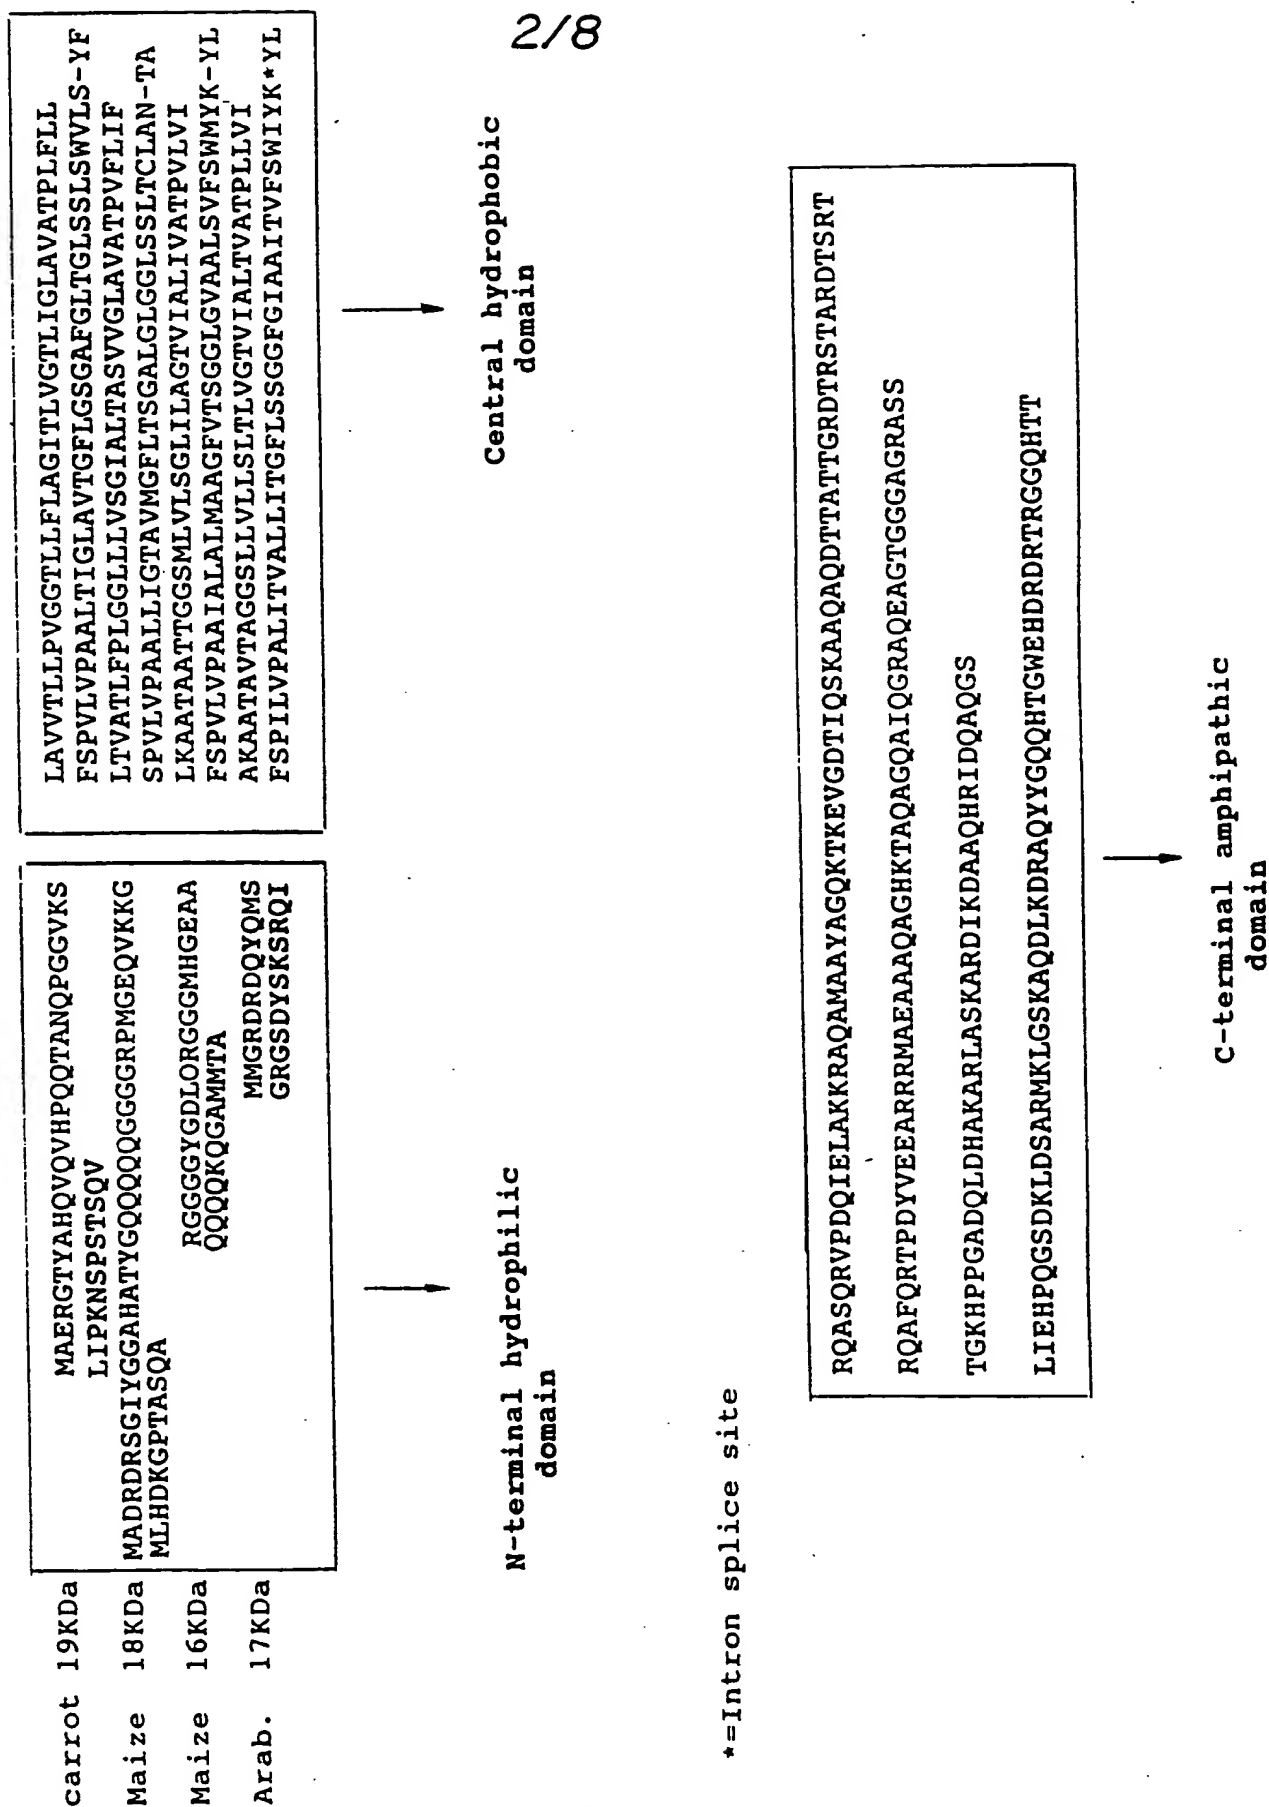 2/8
carrot 19KDa
Maize 18KDa
Maize 16KDa
Arab. 17KDa
MAERGTYAHQVQVHPQQTANQPGGVKS
LIPKNSPSTSQV
MADRDRSGIYGGAHATYGQQQQQGGGGRPMGEQVKKG
MLHDKGPTASQA
RGGGGYGDLORGGGMHGEAA
QQQQKQGAMMTA
MMGRDRDQYQMS
GRGSDYSKSRQI
N-terminal hydrophilic
domain
LAVVTLLPVGGTLLFLAGITLVGTLIGLAVATPLFLL
FSPVLVPAALTIGLAVTGFLGSGAFGLTGLSSLSWVLS-YF
LTVATLFPLGGLLLVSGIALTASVVGLAVATPVFLIF
SPVLVPAALLIGTAVMGFLTSGALGLGGLSSLTCLAN-TA
LKAATAATTGGSMLVLSGLILAGTVIALIVATPVLVI
FSPVLVPAAIALALMAAGFVTSGGLGVAALSVFSWMYK-YL
AKAATAVTAGGSLLVLLSLTLVGTVIALTVATPLLVI
FSPILVPALITVALLITGFLSSGGFGIAAITVFSWIYK*YL
Central hydrophobic
domain
*=Intron splice site
RQASQRVPDQIELAKKRAQAMAAYAGQKTKEVGDTIQSKAAQAQDTTATTGRDTRSTARDTSRT
RQAFQRTPDYVEEARRRMAEAAAQAGHKTAQAGQAIQGRAQEAGTGGGAGRASS
TGKHPPGADQLDHAKARLASKARDIKDAAQHRIDQAQGS
LIEHPQGSDKLDSARMKLGSKAQDLKDRAQYYGQQHTGWEHDRDRTRGGQHTT
C-terminal amphipathic
domain